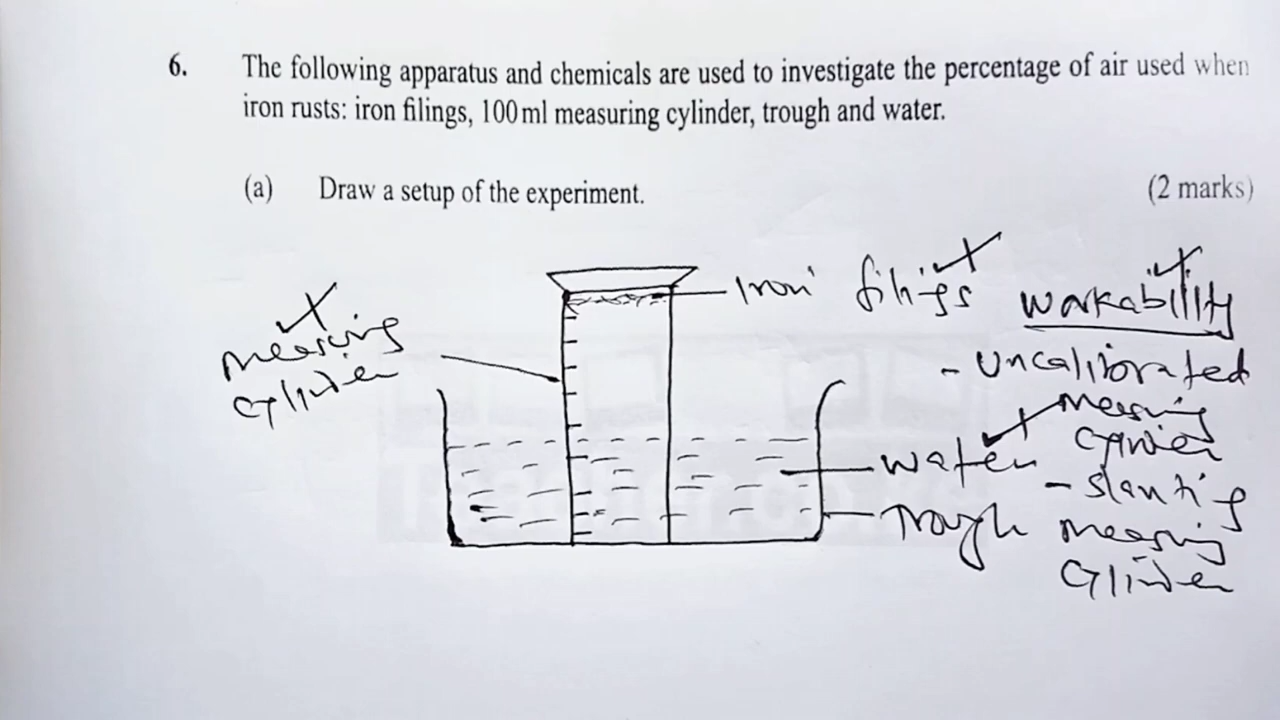 6. The following apparatus and chemicals are used to investigate the percentage of air used when
iron rusts: iron filings, 100 ml measuring cylinder, trough and water.
(a) Draw a setup of the experiment. (2 marks)
measuring
cylinder
Iron filings
workability
- uncalibrated
measuring
cylinder
- slanting
measuring
cylinder
water
Trough